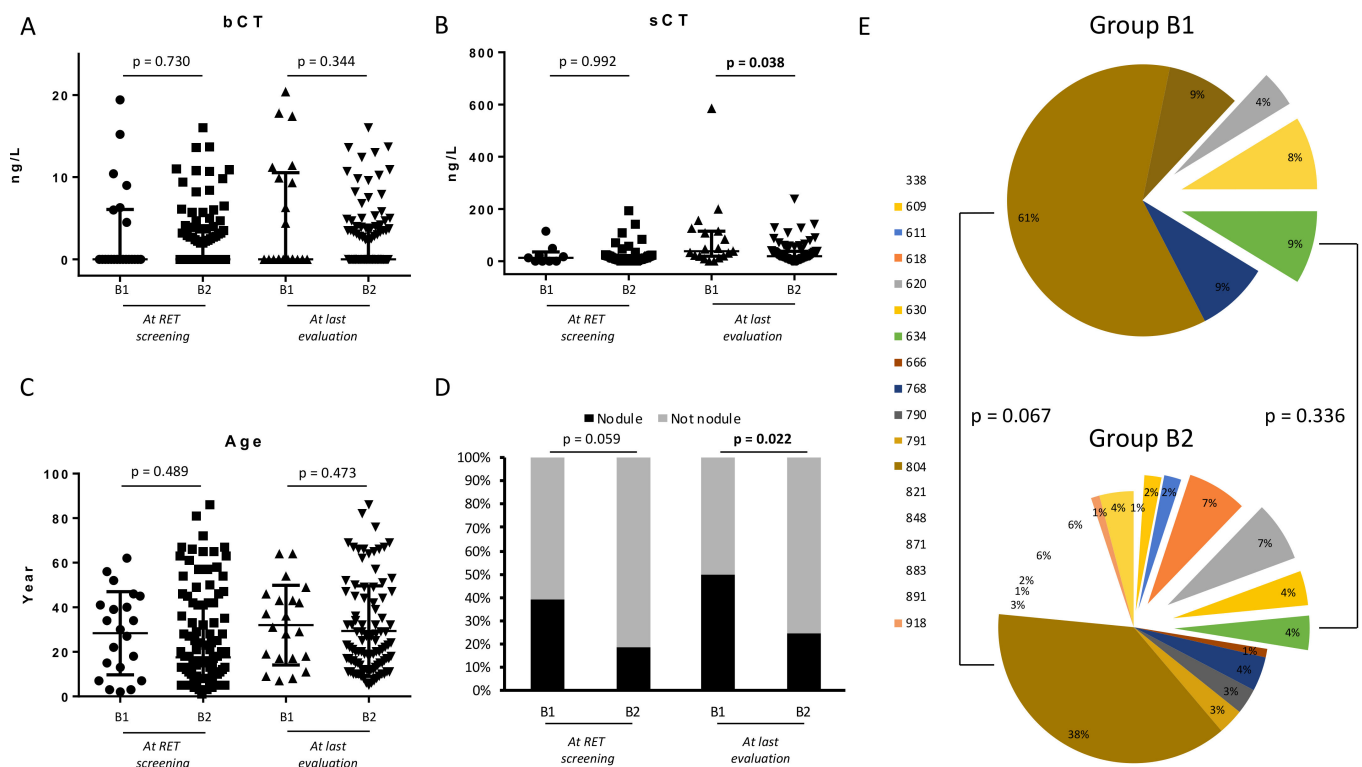 A
bCT
p = 0.730
p = 0.344
ng/L
20
10
0
B1
B2
B1
B2
At RET
screening
At last
evaluation
B
sCT
p = 0.992
p = 0.038
ng/L
800
600
400
200
0
B1
B2
B1
B2
At RET
screening
At last
evaluation
C
Age
p = 0.489
p = 0.473
Year
100
80
60
40
20
0
B1
B2
B1
B2
At RET
screening
At last
evaluation
D
Nodule
Not nodule
p = 0.059
p = 0.022
100%
90%
80%
70%
60%
50%
40%
30%
20%
10%
0%
B1
B2
B1
B2
At RET
screening
At last
evaluation
E
Group B1
9%
4%
8%
9%
9%
61%
338
609
611
618
620
630
634
666
768
790
791
804
821
848
871
883
891
918
p = 0.067
p = 0.336
Group B2
1%
2%
2%
7%
7%
4%
4%
1%
4%
3%
3%
38%
3%
1%
2%
6%
6%
1%
4%